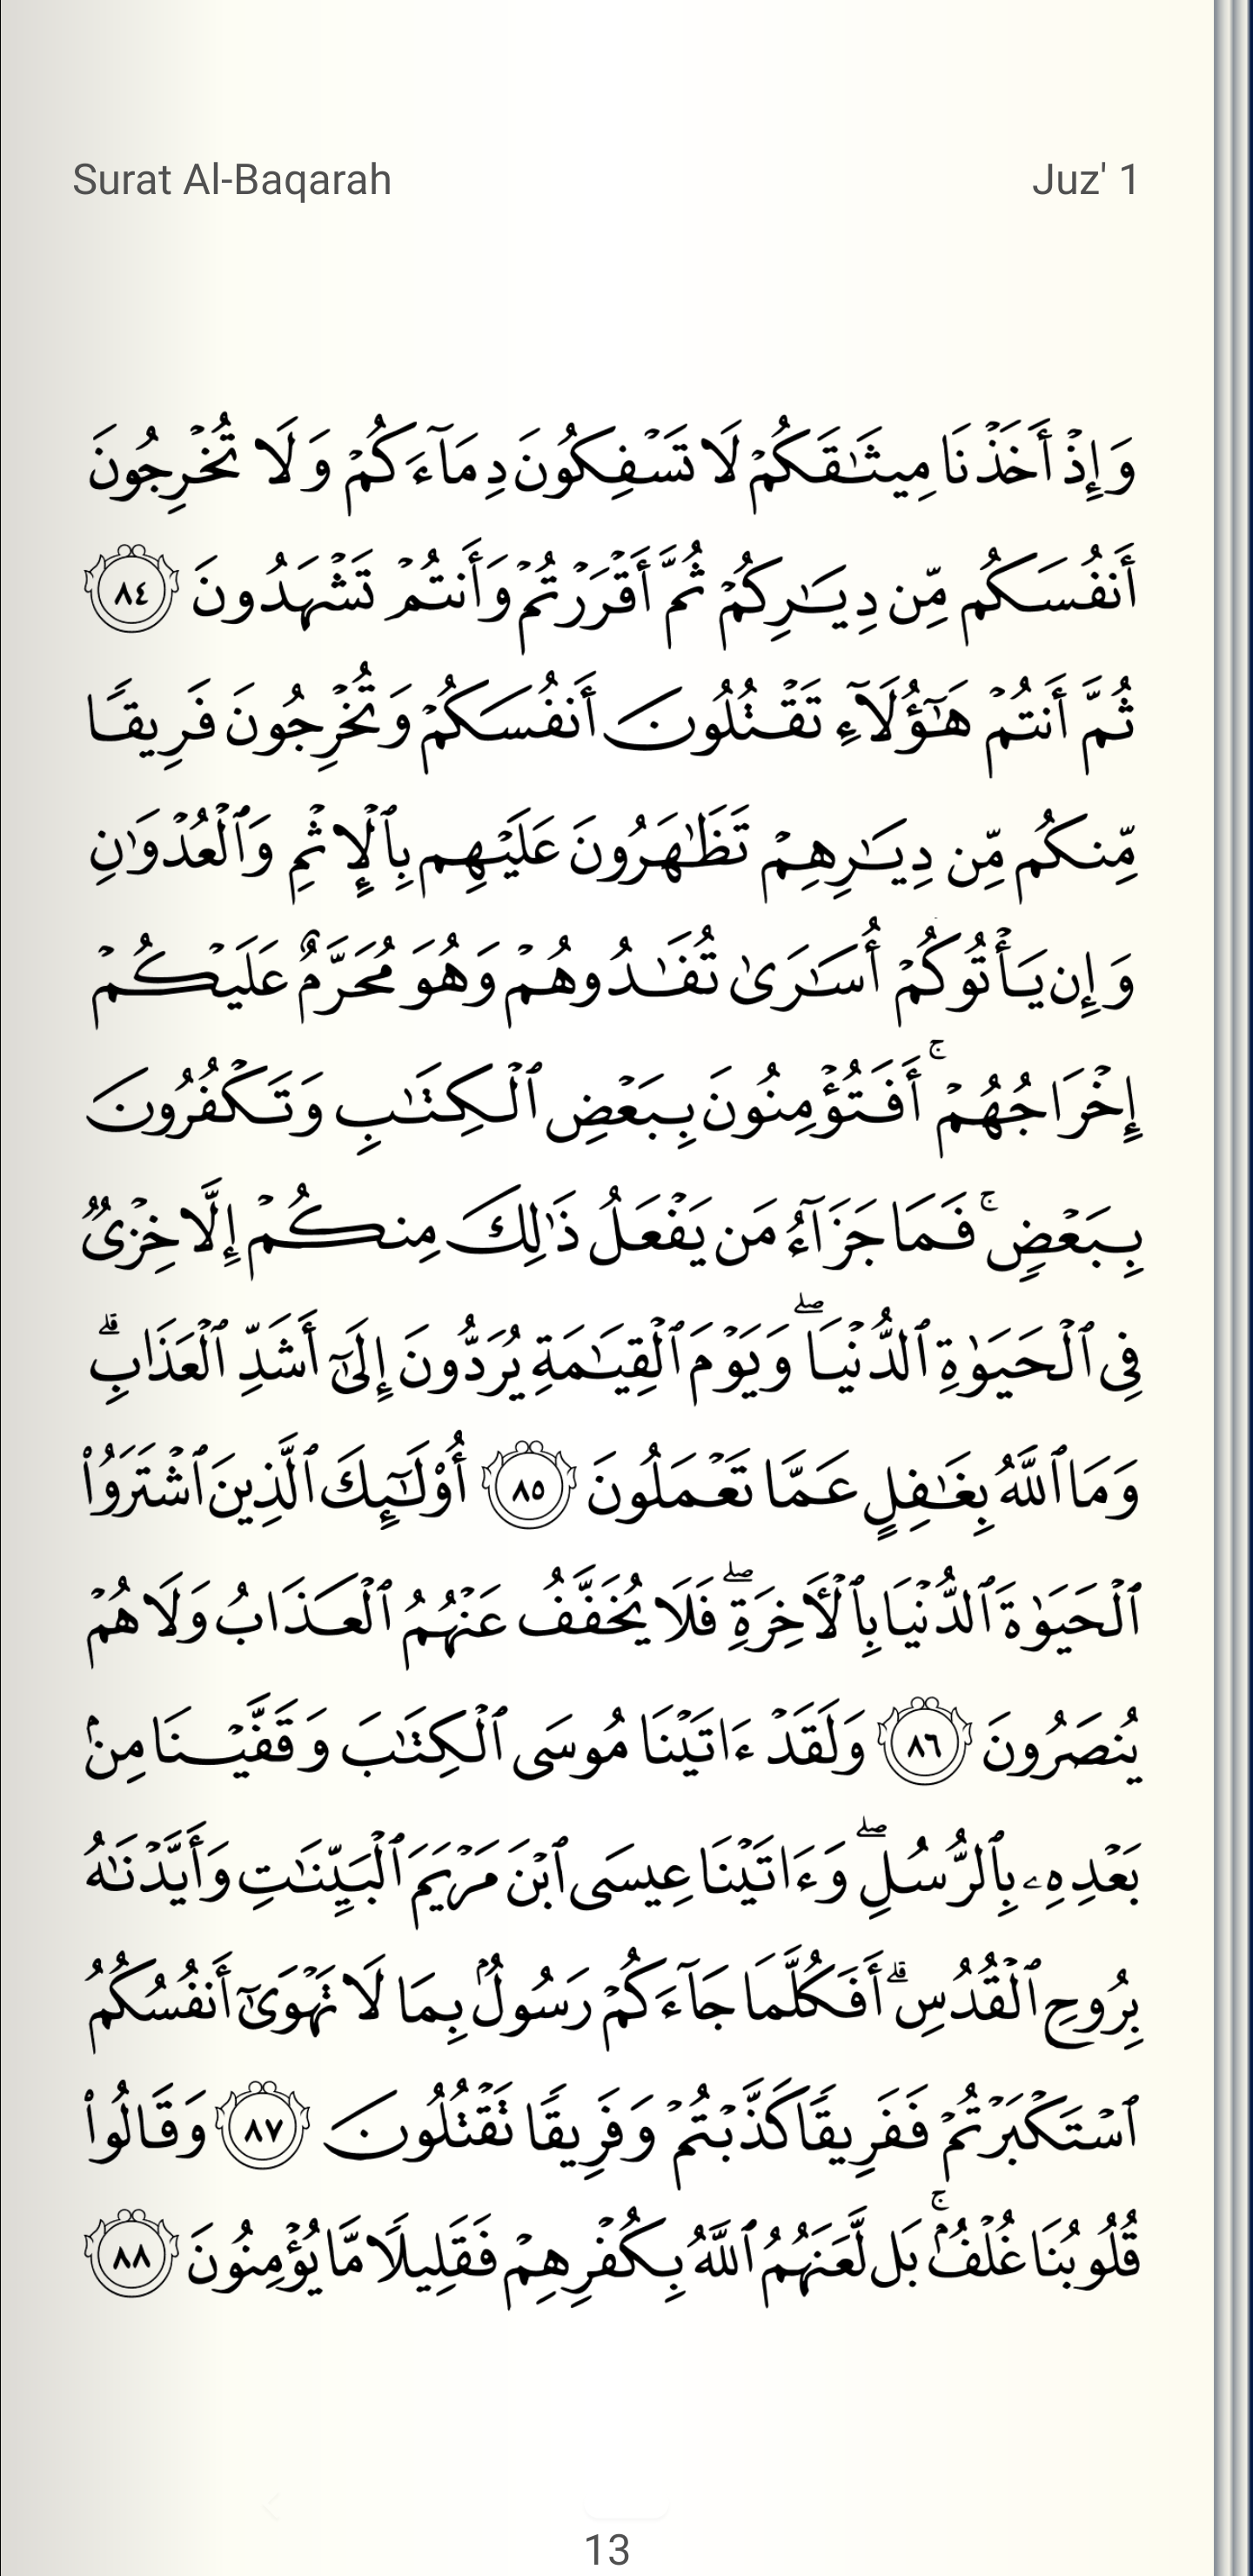 Surat Al-Baqarah
Juz' 1
وَإِذْ أَخَذْنَا مِيثَٰقَكُمْ لَا تَسْفِكُونَ دِمَآءَكُمْ وَلَا تُخْرِجُونَ
أَنفُسَكُم مِّن دِيَٰرِكُمْ ثُمَّ أَقْرَرْتُمْ وَأَنتُمْ تَشْهَدُونَ ٨٤
ثُمَّ أَنتُمْ هَٰٓؤُلَآءِ تَقْتُلُونَ أَنفُسَكُمْ وَتُخْرِجُونَ فَرِيقًا
مِّنكُم مِّن دِيَٰرِهِمْ تَظَٰهَرُونَ عَلَيْهِم بِٱلْإِثْمِ وَٱلْعُدْوَٰنِ
وَإِن يَأْتُوكُمْ أُسَٰرَىٰ تُفَٰدُوهُمْ وَهُوَ مُحَرَّمٌ عَلَيْكُمْ
إِخْرَاجُهُمْ ۚ أَفَتُؤْمِنُونَ بِبَعْضِ ٱلْكِتَٰبِ وَتَكْفُرُونَ
بِبَعْضٍ ۚ فَمَا جَزَآءُ مَن يَفْعَلُ ذَٰلِكَ مِنكُمْ إِلَّا خِزْىٌ
فِى ٱلْحَيَوٰةِ ٱلدُّنْيَا ۖ وَيَوْمَ ٱلْقِيَٰمَةِ يُرَدُّونَ إِلَىٰٓ أَشَدِّ ٱلْعَذَابِ ۗ
وَمَا ٱللَّهُ بِغَٰفِلٍ عَمَّا تَعْمَلُونَ ٨٥ أُو۟لَٰٓئِكَ ٱلَّذِينَ ٱشْتَرَوُا۟
ٱلْحَيَوٰةَ ٱلدُّنْيَا بِٱلْءَاخِرَةِ ۖ فَلَا يُخَفَّفُ عَنْهُمُ ٱلْعَذَابُ وَلَا هُمْ
يُنصَرُونَ ٨٦ وَلَقَدْ ءَاتَيْنَا مُوسَى ٱلْكِتَٰبَ وَقَفَّيْنَا مِنۢ
بَعْدِهِۦ بِٱلرُّسُلِ ۖ وَءَاتَيْنَا عِيسَى ٱبْنَ مَرْيَمَ ٱلْبَيِّنَٰتِ وَأَيَّدْنَٰهُ
بِرُوحِ ٱلْقُدُسِ ۗ أَفَكُلَّمَا جَآءَكُمْ رَسُولٌۢ بِمَا لَا تَهْوَىٰٓ أَنفُسُكُمُ
ٱسْتَكْبَرْتُمْ فَفَرِيقًا كَذَّبْتُمْ وَفَرِيقًا تَقْتُلُونَ ٨٧ وَقَالُوا۟
قُلُوبُنَا غُلْفٌۢ ۚ بَل لَّعَنَهُمُ ٱللَّهُ بِكُفْرِهِمْ فَقَلِيلًا مَّا يُؤْمِنُونَ ٨٨
13